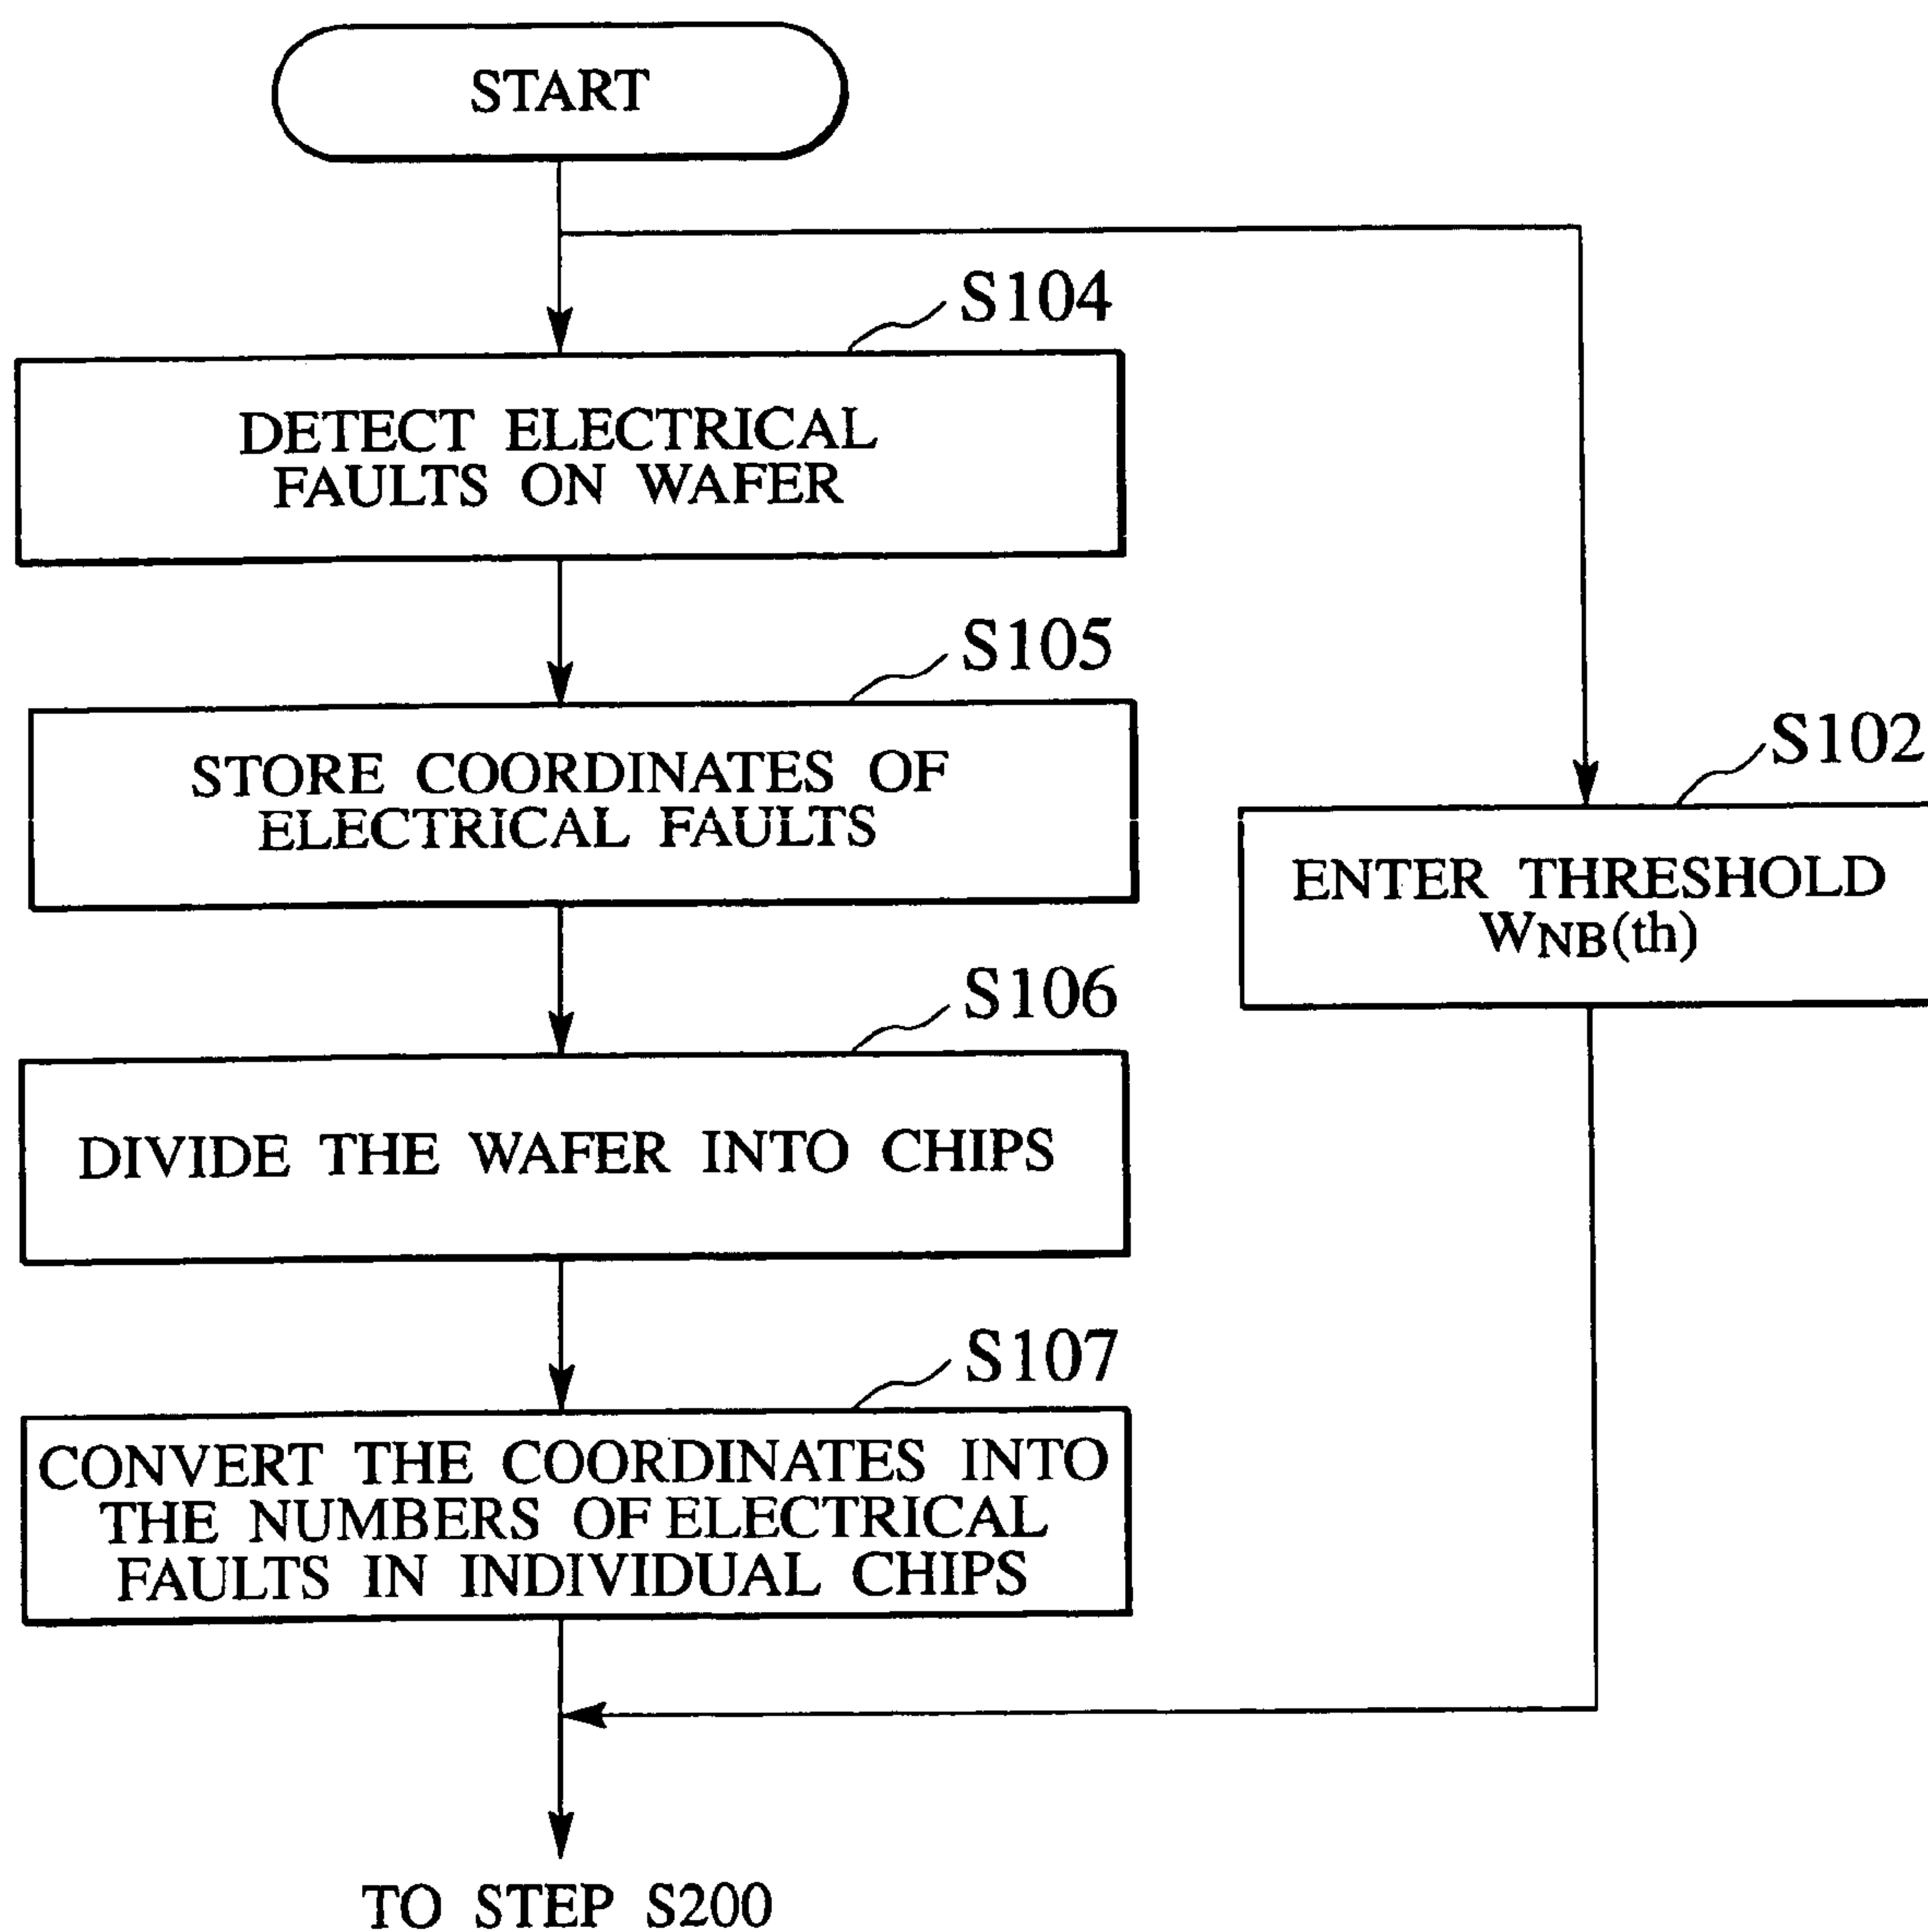 START
S104
DETECT ELECTRICAL
FAULTS ON WAFER
S105
STORE COORDINATES OF
ELECTRICAL FAULTS
S102
ENTER THRESHOLD
WNB(th)
S106
DIVIDE THE WAFER INTO CHIPS
S107
CONVERT THE COORDINATES INTO
THE NUMBERS OF ELECTRICAL
FAULTS IN INDIVIDUAL CHIPS
TO STEP S200